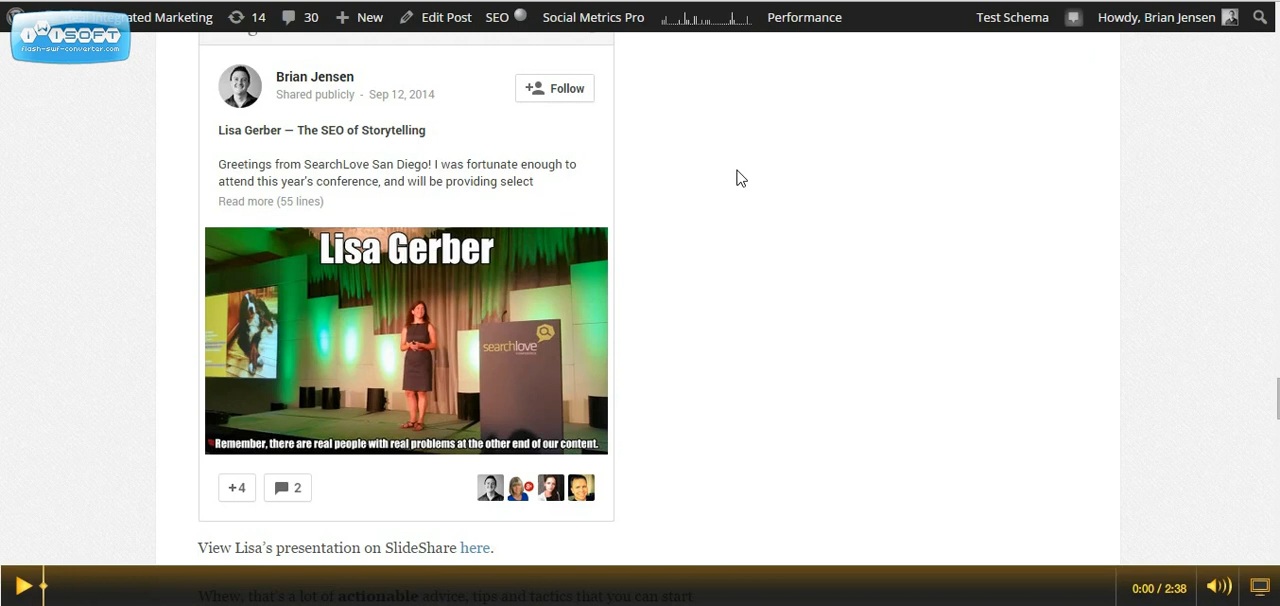 Integrated Marketing 14 30 New Edit Post SEO Social Metrics Pro Performance Test Schema Howdy, Brian Jensen
iWiSOFT
flash-swf-converter.com
Brian Jensen
Shared publicly - Sep 12, 2014
Follow
Lisa Gerber — The SEO of Storytelling
Greetings from SearchLove San Diego! I was fortunate enough to
attend this year's conference, and will be providing select
Read more (55 lines)
Lisa Gerber
searchlove
Remember, there are real people with real problems at the other end of our content.
+4 2
View Lisa's presentation on SlideShare here.
Whew, that's a lot of actionable advice, tips and tactics that you can start
0:00 / 2:38